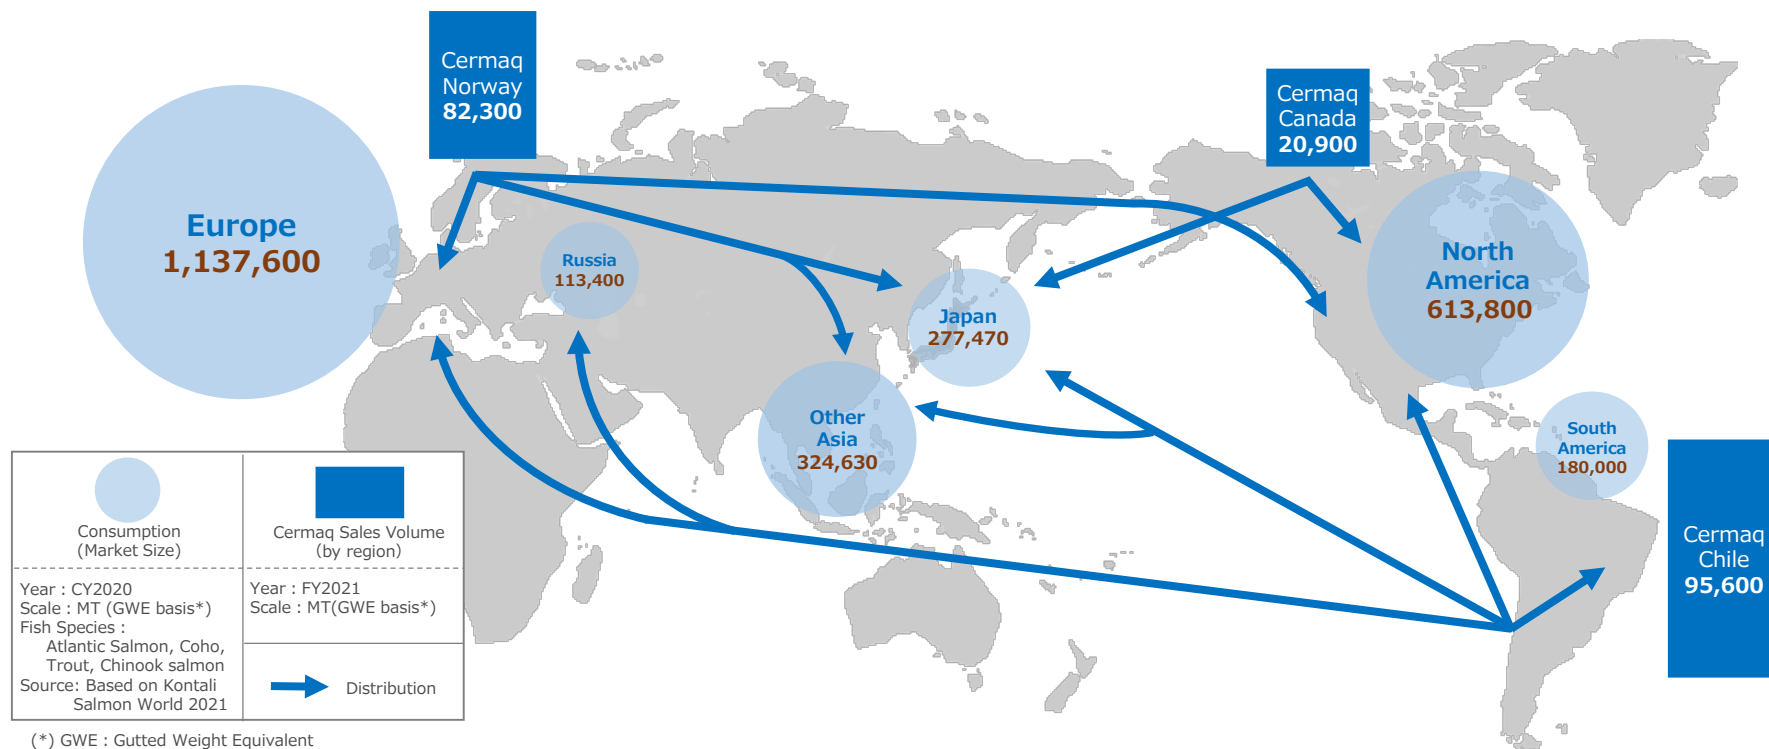 Cermaq
Norway
82,300
Cermaq
Canada
20,900
Europe
1,137,600
Russia
113,400
Japan
277,470
North
America
613,800
Other
Asia
324,630
South
America
180,000
Cermaq
Chile
95,600
Consumption
(Market Size)
Cermaq Sales Volume
(by region)
Year : CY2020
Scale : MT (GWE basis*)
Fish Species :
Atlantic Salmon, Coho,
Trout, Chinook salmon
Source: Based on Kontali
Salmon World 2021
Year : FY2021
Scale : MT(GWE basis*)
Distribution
(*) GWE : Gutted Weight Equivalent